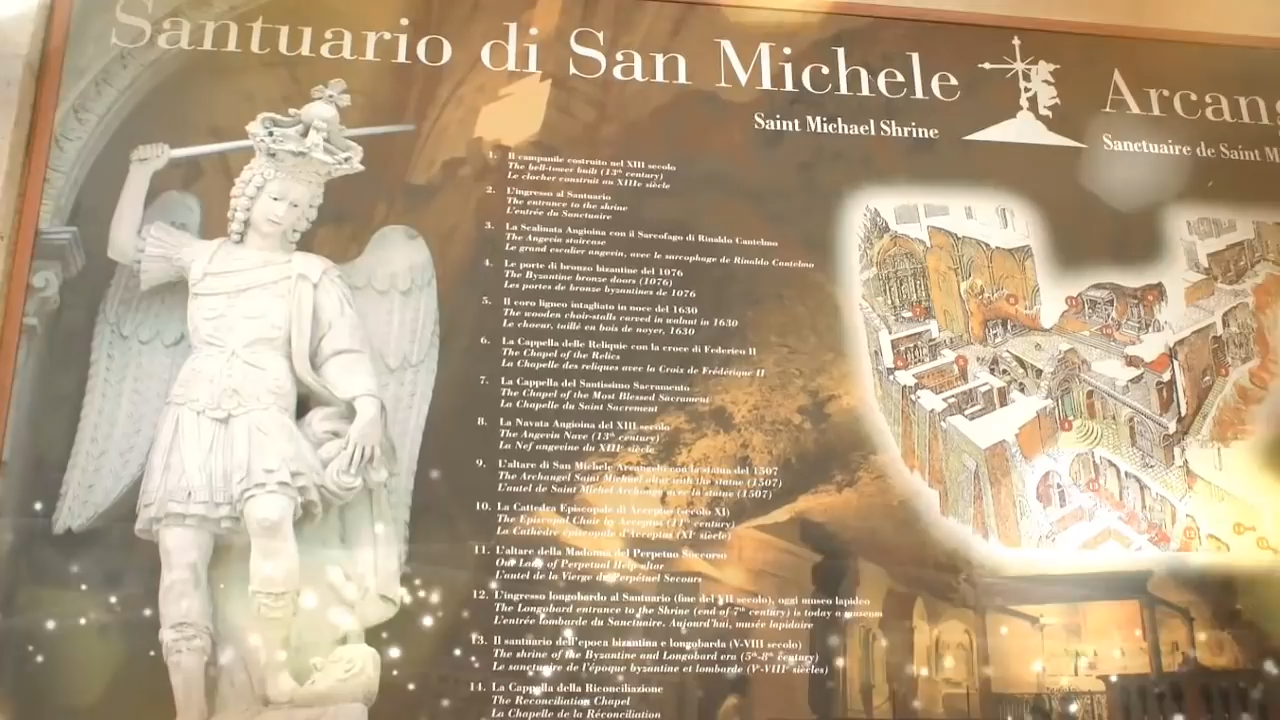 Santuario di San Michele Arcang
Saint Michael Shrine
Sanctuaire de Saint M
1. Il campanile costruito nel XIII secolo
The bell-tower built (13th century)
Le clocher construit au XIIIe siècle
2. L'ingresso al Santuario
The entrance to the shrine
L'entrée du Sanctuaire
3. La Scalinata Angioina con il Sarcofago di Rinaldo Cantelmo
The Angevin staircase
Le grand escalier angevin, avec le sarcophage de Rinaldo Cantelmo
4. Le porte di bronzo bizantine del 1076
The Byzantine bronze doors (1076)
Les portes de bronze byzantines de 1076
5. Il coro ligneo intagliato in noce del 1630
The wooden choir-stalls carved in walnut in 1630
Le choeur, taillé en bois de noyer, 1630
6. La Cappella delle Reliquie con la croce di Federico II
The Chapel of the Relics
La Chapelle des reliques avec la Croix de Frédérique II
7. La Cappella del Santissimo Sacramento
The Chapel of the Most Blessed Sacrament
La Chapelle du Saint Sacrement
8. La Navata Angioina del XIII secolo
The Angevin Nave (13th century)
La Nef angevine du XIIIe siècle
9. L'altare di San Michele Arcangelo con la statua del 1507
The Archangel Saint Michael altar with the statue (1507)
L'autel de Saint Michel Archange avec la statue (1507)
10. La Cattedra Episcopale di Acceptus (secolo XI)
The Episcopal Chair by Acceptus (11th century)
La Cathèdre épiscopale d'Acceptus (XIe siècle)
11. L'altare della Madonna del Perpetuo Soccorso
Our Lady of Perpetual Help altar
L'autel de la Vierge du Perpétuel Secours
12. L'ingresso longobardo al Santuario (fine del VII secolo), oggi museo lapideo
The Longobard entrance to the Shrine (end of 7th century) is today a museum
L'entrée lombarde du Sanctuaire. Aujourd'hui, musée lapidaire
13. Il santuario dell'epoca bizantina e longobarda (V-VIII secolo)
The shrine of the Byzantine and Longobard era (5th-8th century)
Le sanctuaire de l'époque byzantine et lombarde (Ve-VIIIe siècles)
14. La Cappella della Riconciliazione
The Reconciliation Chapel
La Chapelle de la Réconciliation